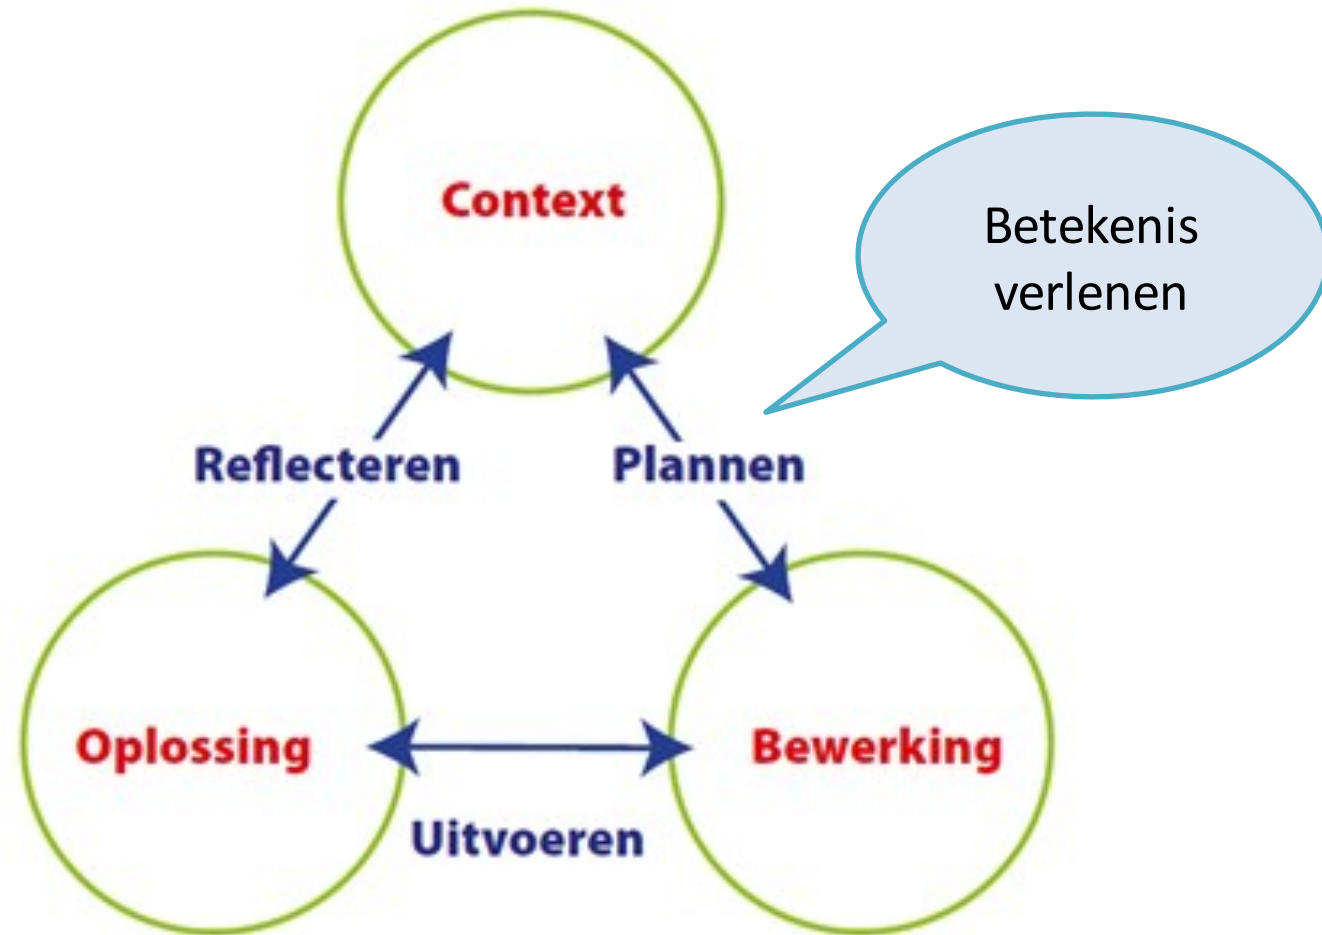 Context
Betekenis
verlenen
Reflecteren
Plannen
Oplossing
Bewerking
Uitvoeren